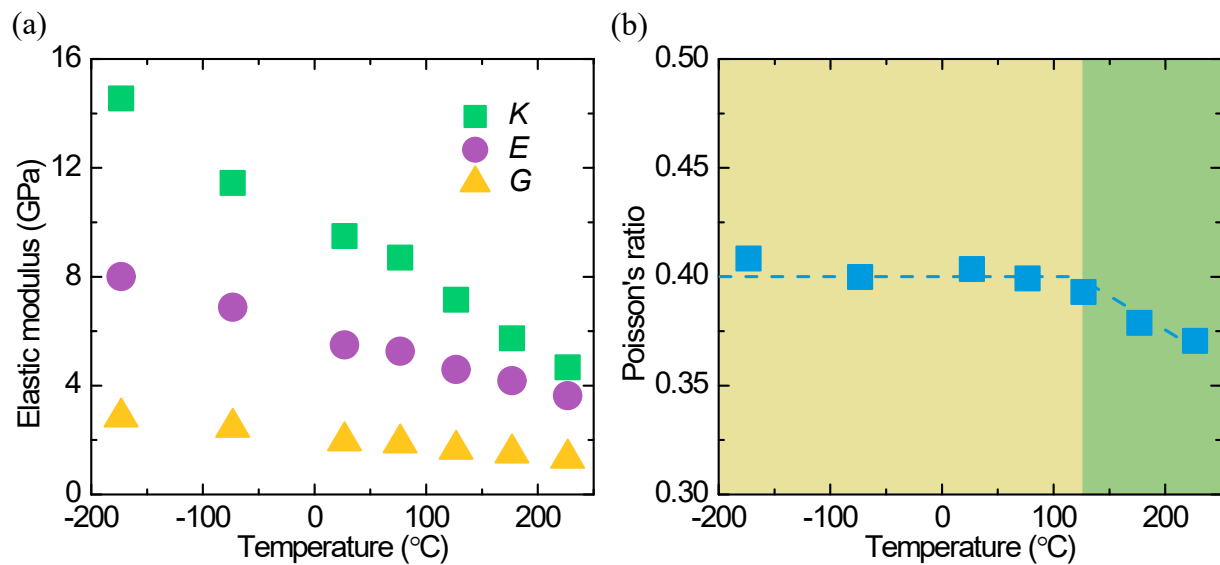 (a)
Elastic modulus (GPa)
16
12
8
4
0
K
E
G
-200
-100
0
100
200
Temperature (°C)
(b)
Poisson's ratio
0.50
0.45
0.40
0.35
0.30
-200
-100
0
100
200
Temperature (°C)